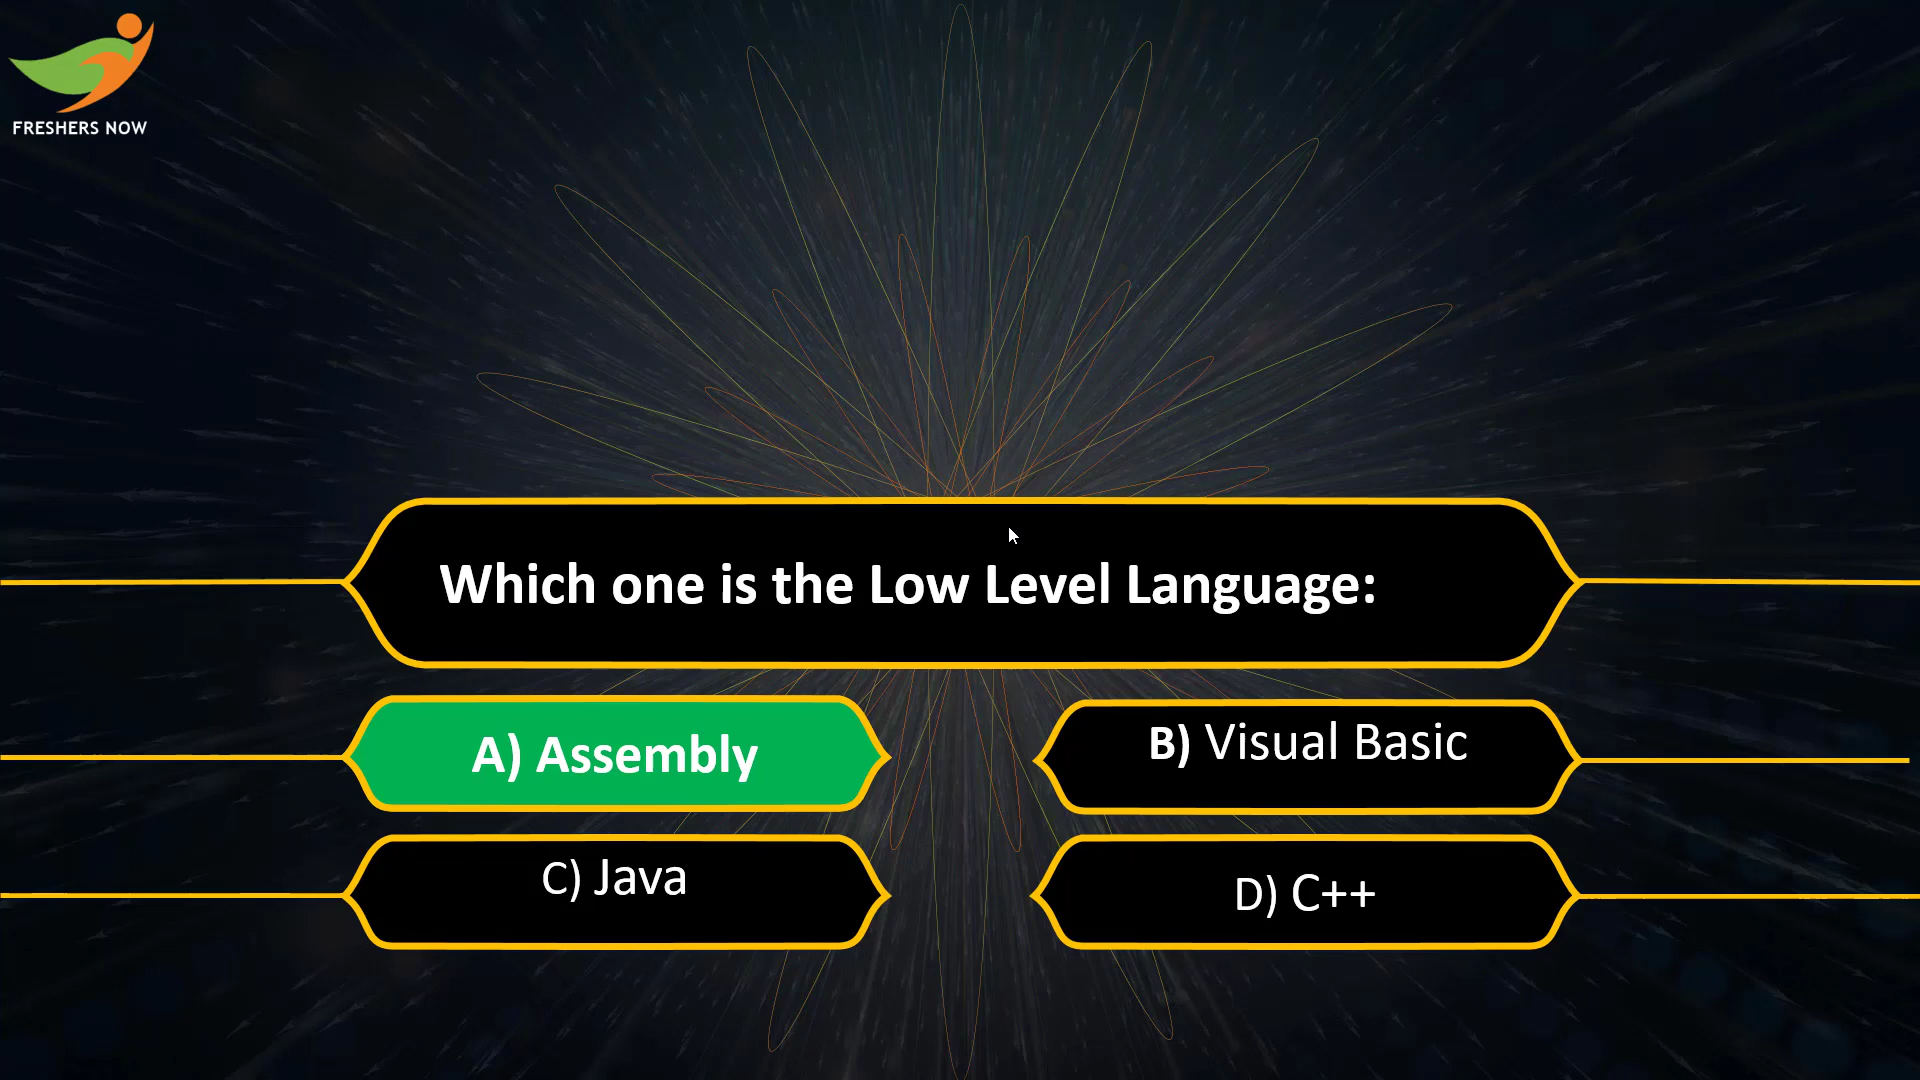 FRESHERS NOW
Which one is the Low Level Language:
A) Assembly
B) Visual Basic
C) Java
D) C++